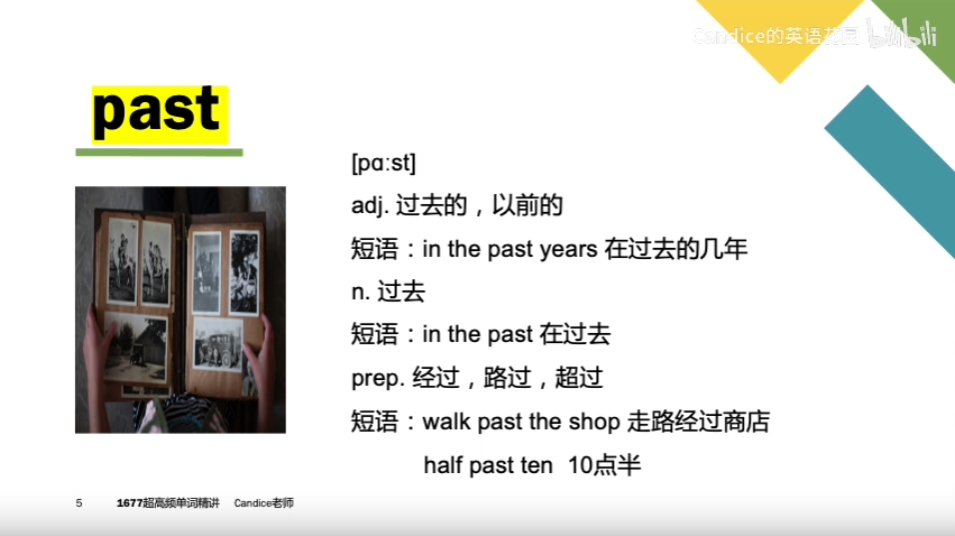 Candice的英语花园 bilibili
past
[pɑːst]
adj. 过去的，以前的
短语：in the past years 在过去的几年
n. 过去
短语：in the past 在过去
prep. 经过，路过，超过
短语：walk past the shop 走路经过商店
half past ten 10点半
5 1677超高频单词精讲 Candice老师